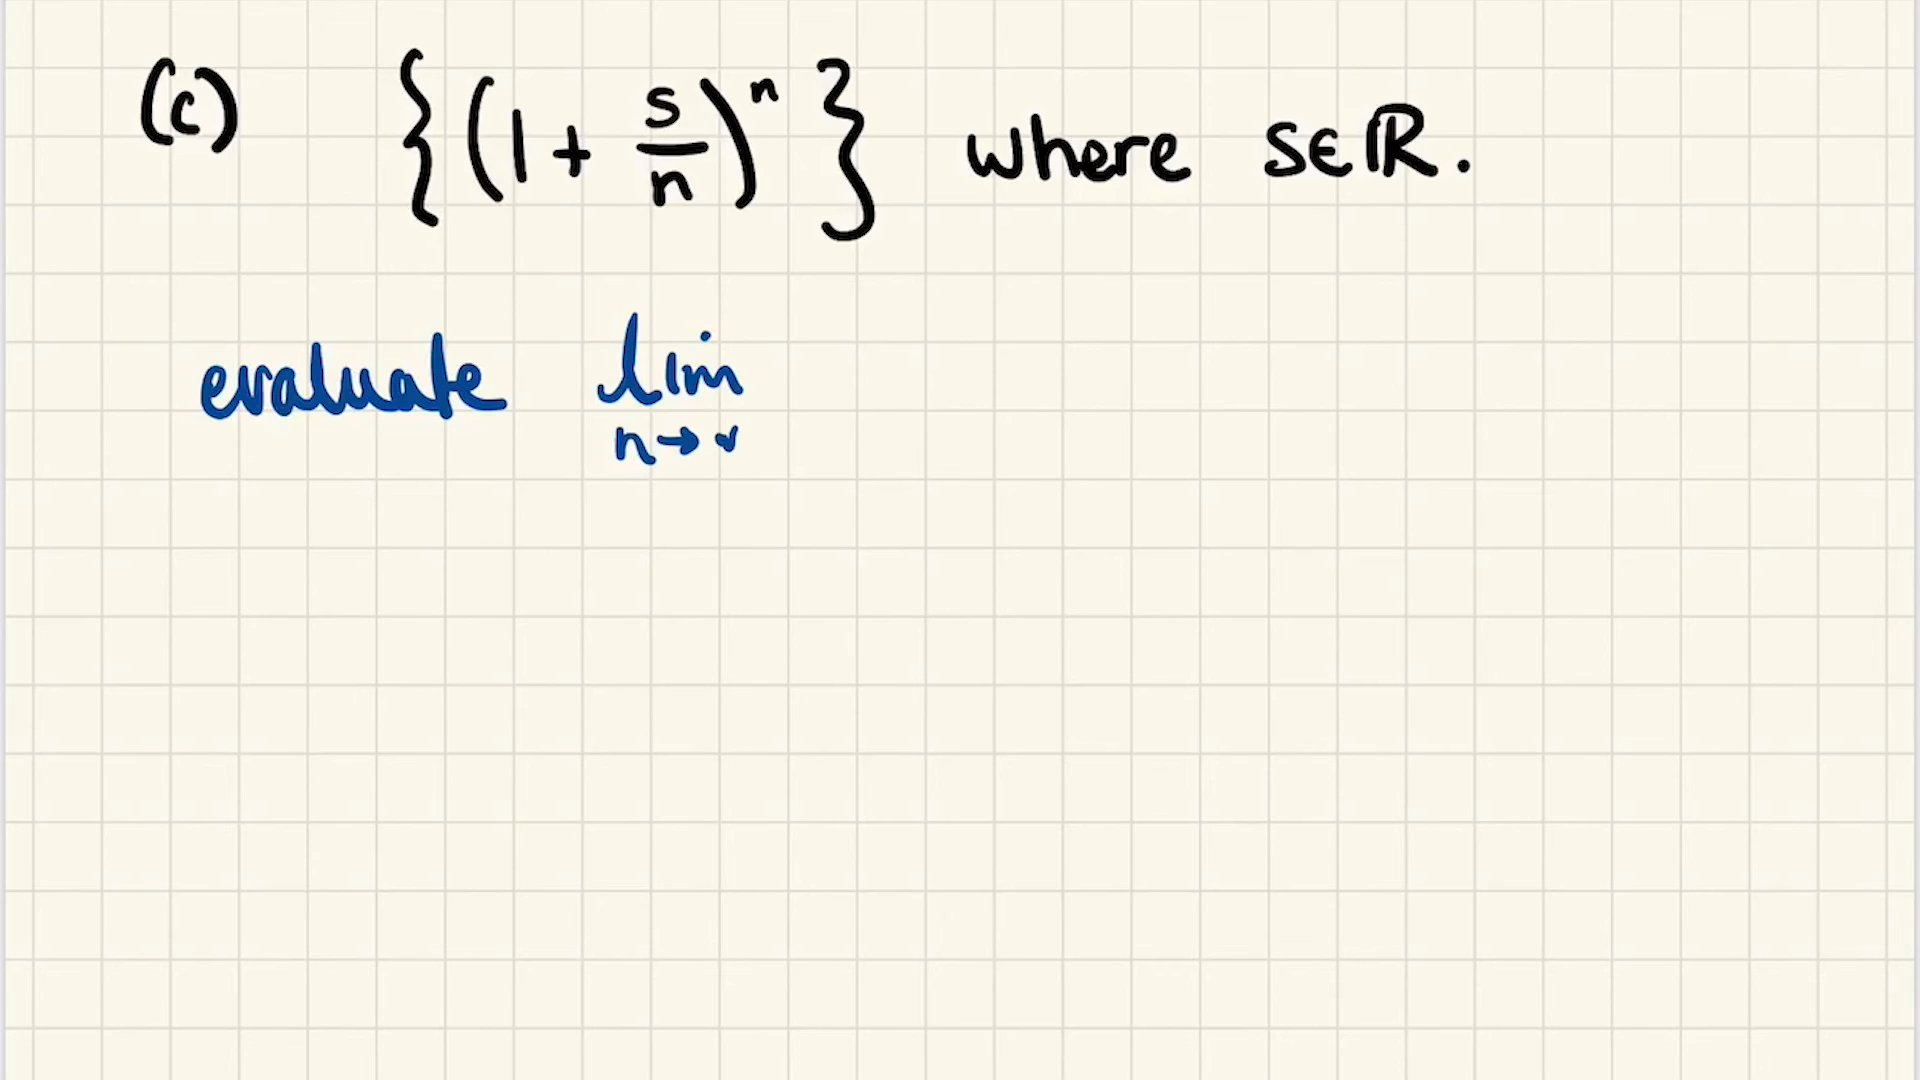 (c) {(1 + s/n)^n} where s∈ℝ.
evaluate lim
n→